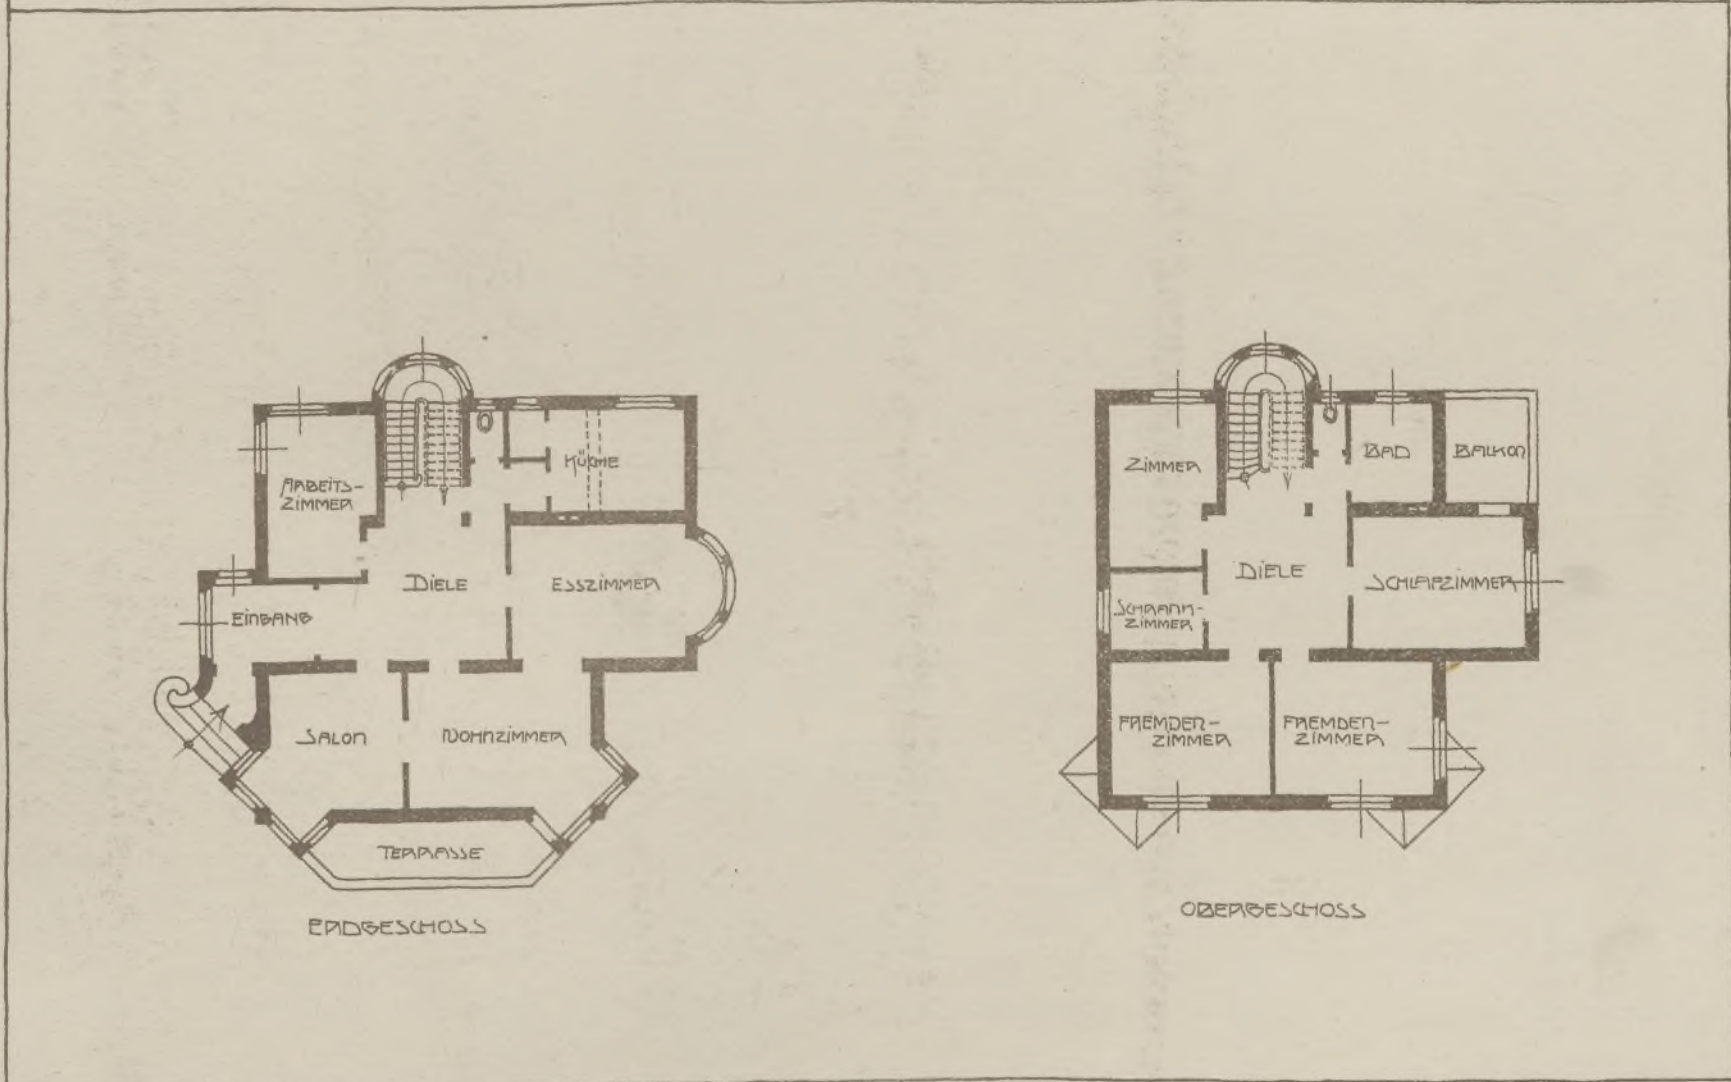 ARBEITS-
ZIMMER
KÜCHE
DIELE
ESSZIMMER
EINGANG
SALON
WOHNZIMMER
TERRASSE
ERDGESCHOSS
ZIMMER
BAD
BALKON
DIELE
SCHLAFZIMMER
SCHRANK-
ZIMMER
FREMDEN-
ZIMMER
FREMDEN-
ZIMMER
OBERGESCHOSS